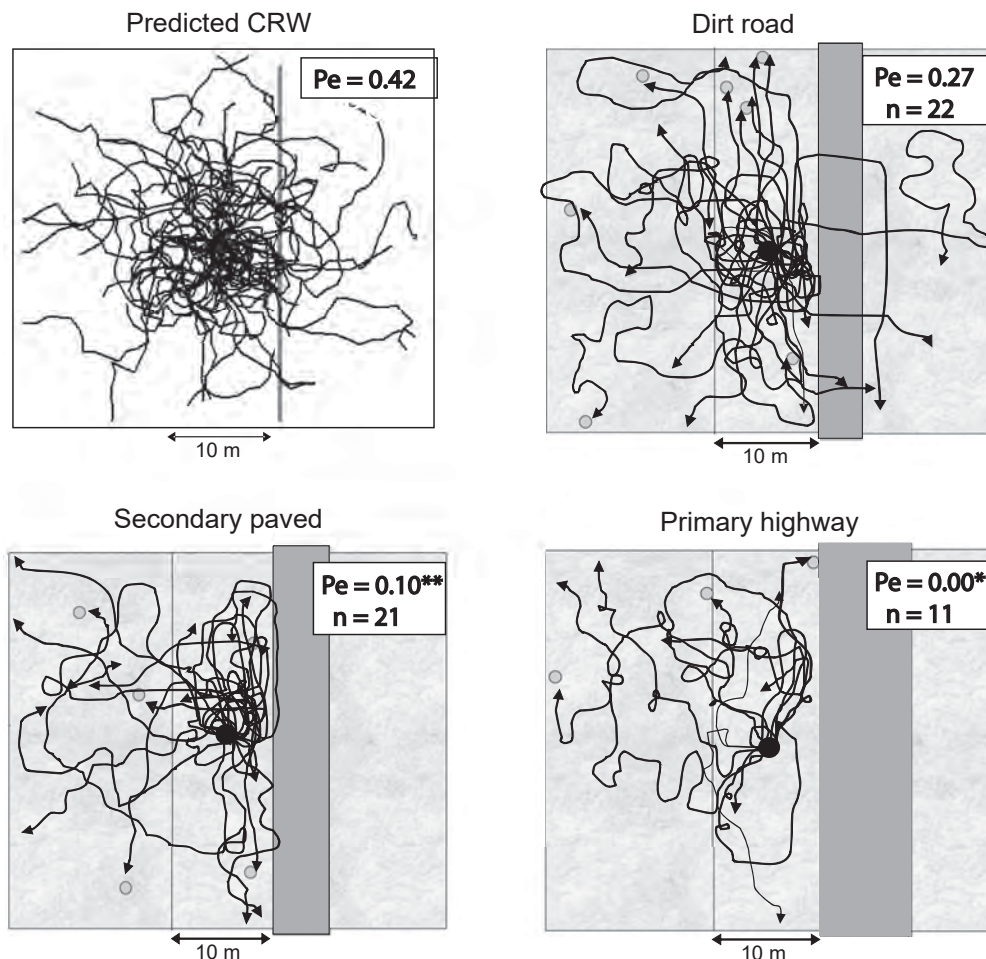 Predicted CRW
Pe = 0.42
10 m
Dirt road
Pe = 0.27
n = 22
10 m
Secondary paved
Pe = 0.10**
n = 21
10 m
Primary highway
Pe = 0.00*
n = 11
10 m